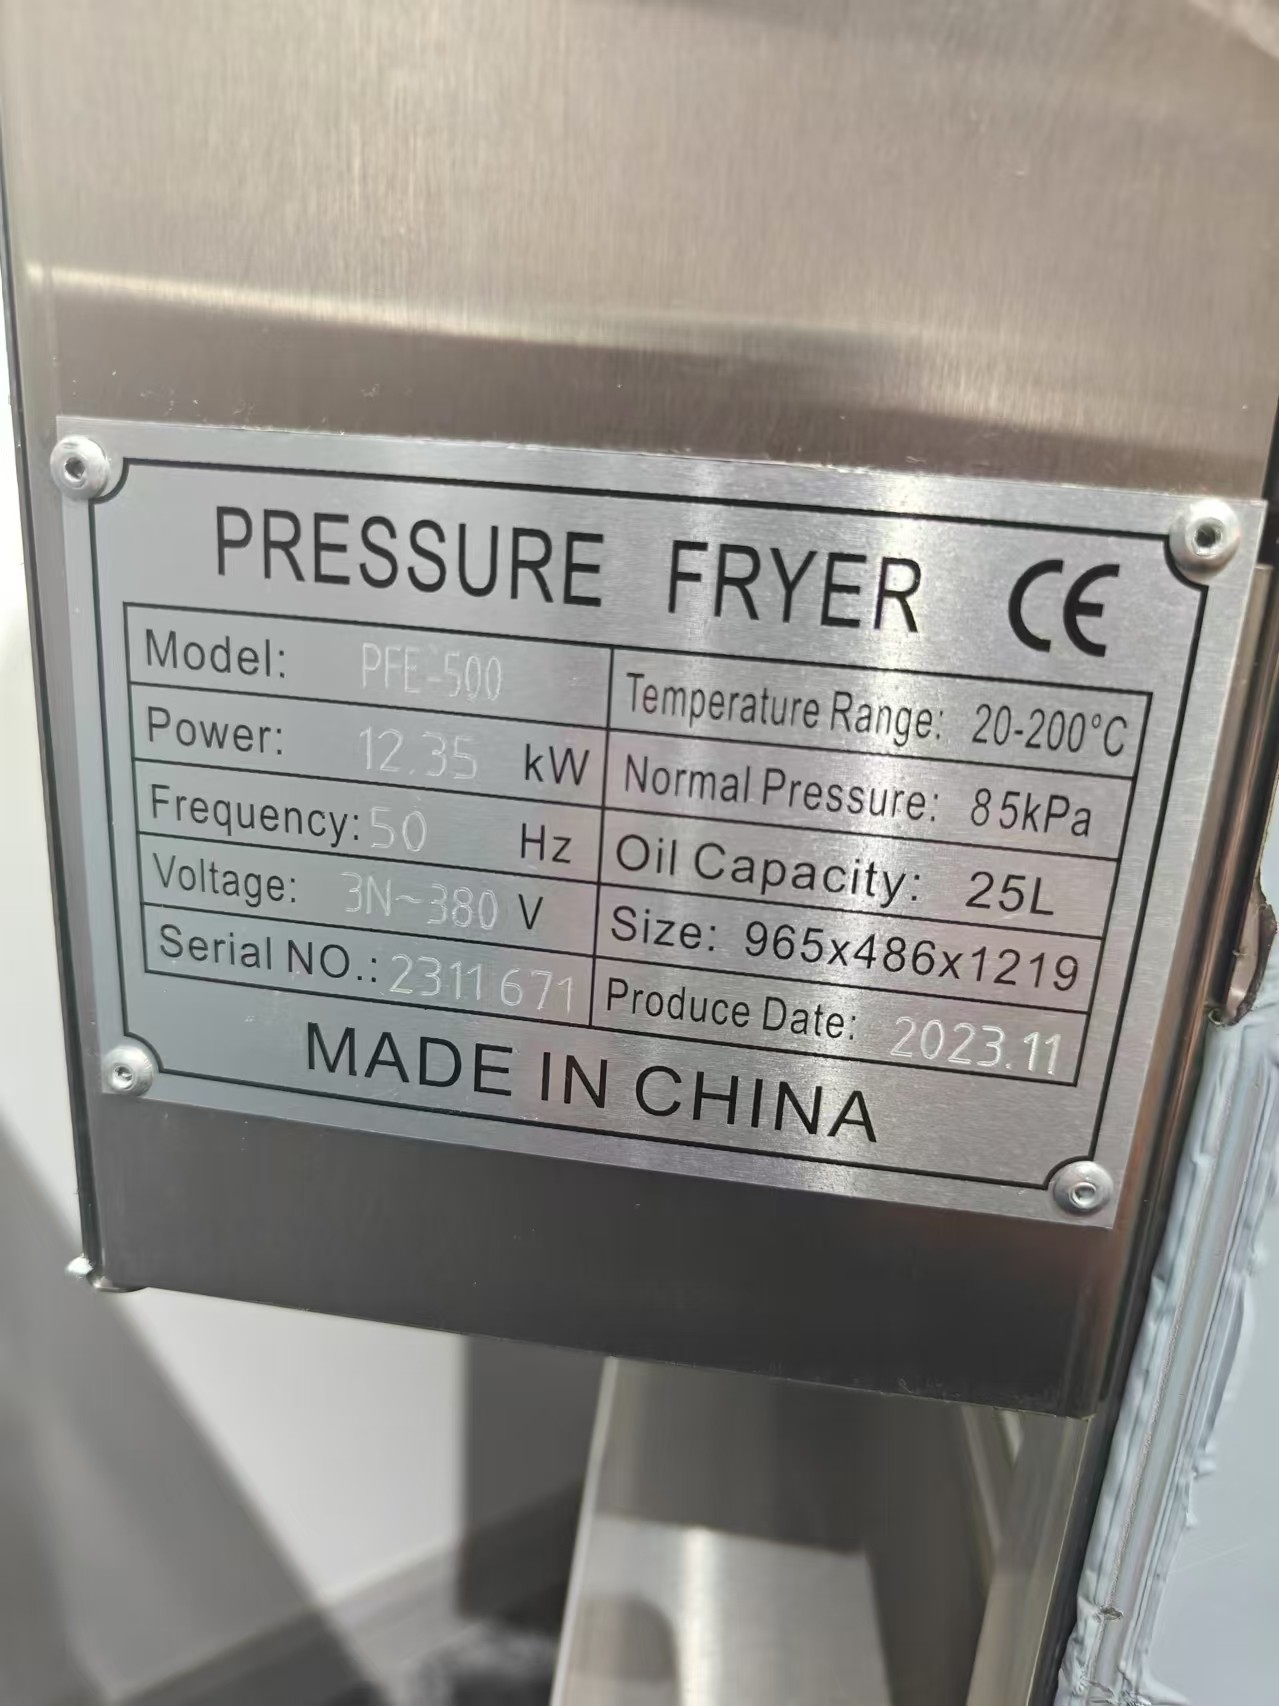 PRESSURE FRYER CE
Model: PFE-500
Temperature Range: 20-200°C
Power: 12.35 kW
Normal Pressure: 85kPa
Frequency: 50 Hz
Oil Capacity: 25L
Voltage: 3N~380 V
Size: 965x486x1219
Serial NO.: 2311671
Produce Date: 2023.11
MADE IN CHINA